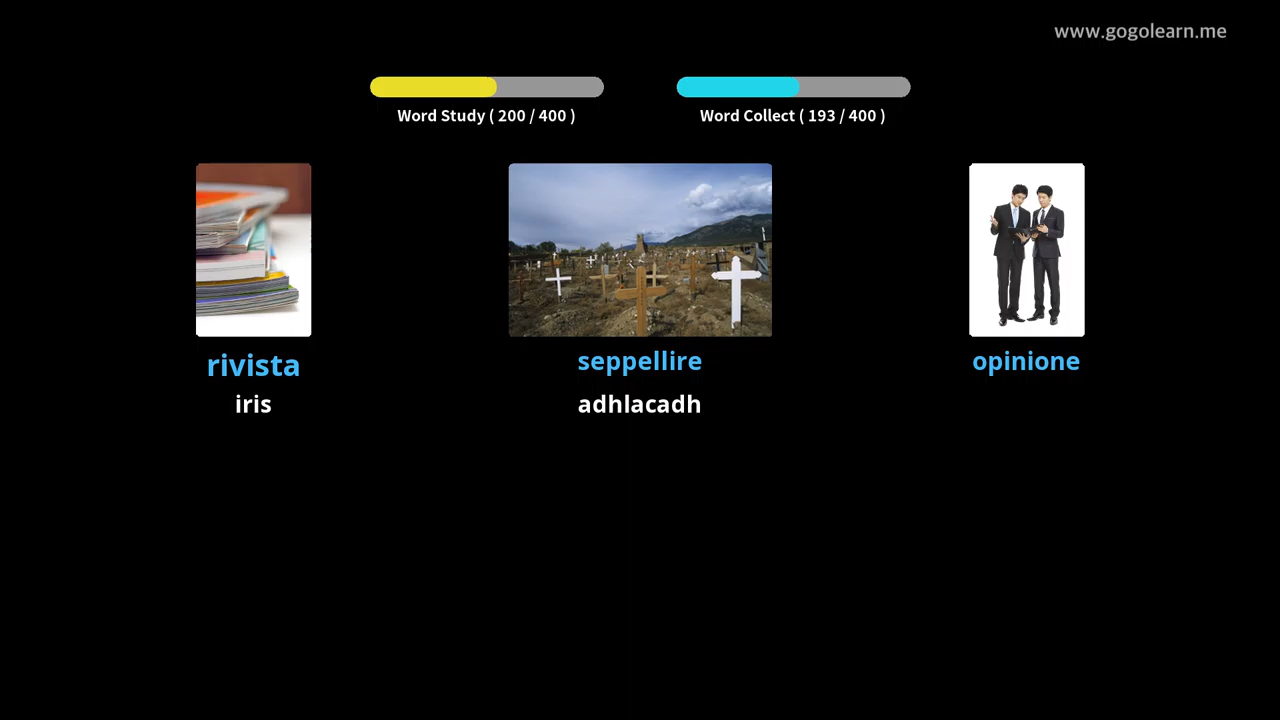 www.gogolearn.me
Word Study ( 200 / 400 )
Word Collect ( 193 / 400 )
rivista
seppellire
opinione
iris
adhlacadh